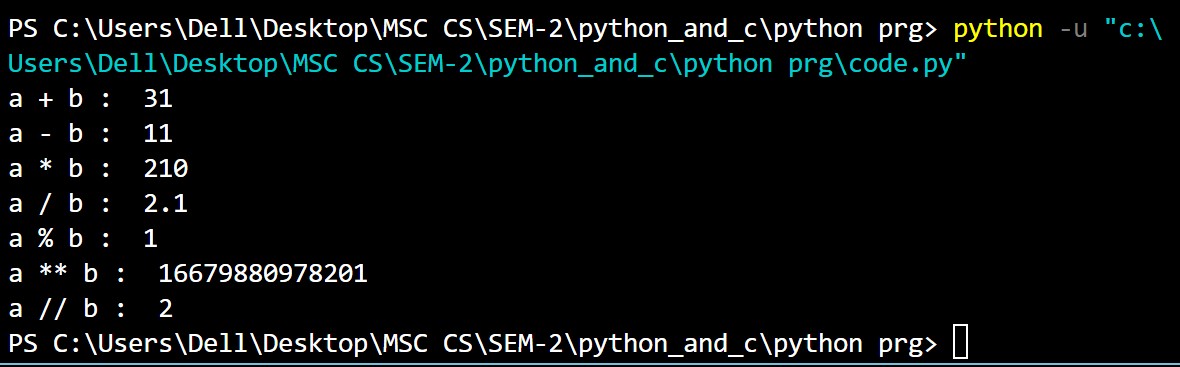 PS C:\Users\Dell\Desktop\MSC CS\SEM-2\python_and_c\python prg> python -u "c:\
Users\Dell\Desktop\MSC CS\SEM-2\python_and_c\python prg\code.py"
a + b :  31
a - b :  11
a * b :  210
a / b :  2.1
a % b :  1
a ** b :  16679880978201
a // b :  2
PS C:\Users\Dell\Desktop\MSC CS\SEM-2\python_and_c\python prg>